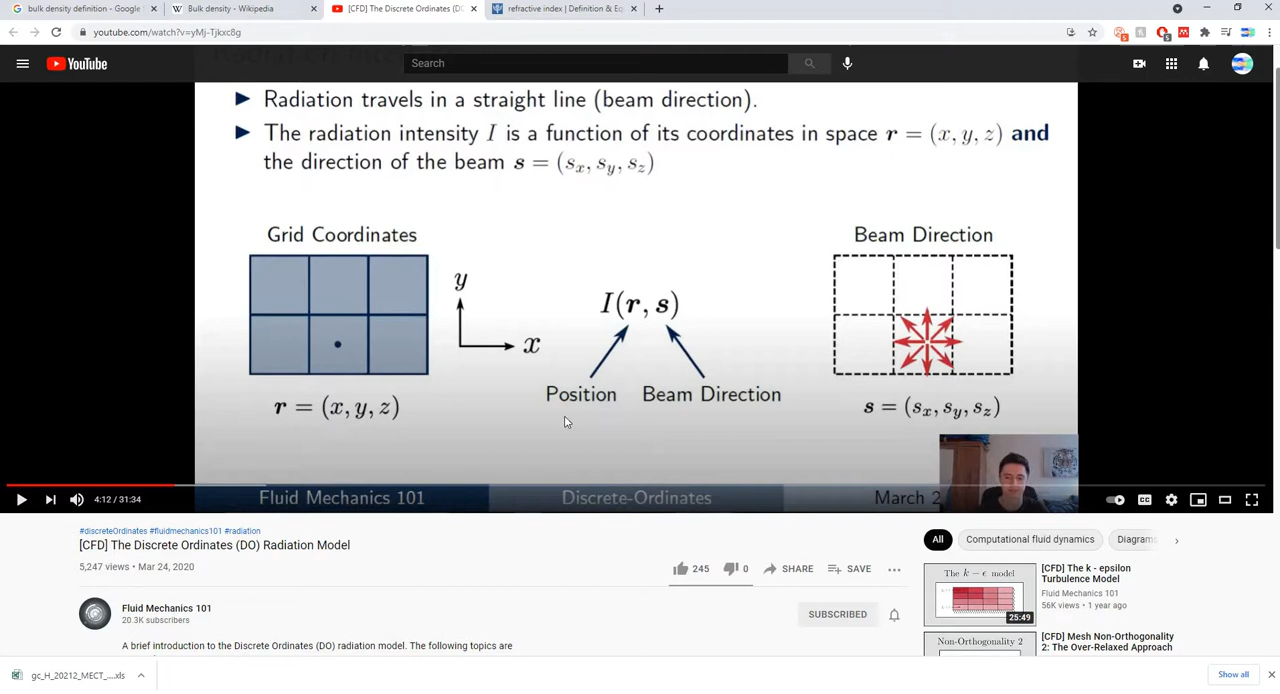 bulk density definition - Google
Bulk density - Wikipedia
[CFD] The Discrete Ordinates (DO
refractive index | Definition & Eq
youtube.com/watch?v=yMj-Tjkxc8g
YouTube
Search
Radiation travels in a straight line (beam direction).
The radiation intensity I is a function of its coordinates in space r = (x, y, z) and
the direction of the beam s = (sx, sy, sz)
Grid Coordinates
Beam Direction
y
x
I(r, s)
Position
Beam Direction
r = (x, y, z)
s = (sx, sy, sz)
4:12 / 31:34
Fluid Mechanics 101
Discrete-Ordinates
March 2
CC
#discreteOrdinates #fluidmechanics101 #radiation
[CFD] The Discrete Ordinates (DO) Radiation Model
5,247 views • Mar 24, 2020
245
0
SHARE
SAVE
Fluid Mechanics 101
20.3K subscribers
SUBSCRIBED
A brief introduction to the Discrete Ordinates (DO) radiation model. The following topics are
All
Computational fluid dynamics
Diagram
The k − ϵ model
25:49
[CFD] The k - epsilon
Turbulence Model
Fluid Mechanics 101
56K views • 1 year ago
Non-Orthogonality 2
[CFD] Mesh Non-Orthogonality
2: The Over-Relaxed Approach
gc_H_20212_MECT_....xls
Show all